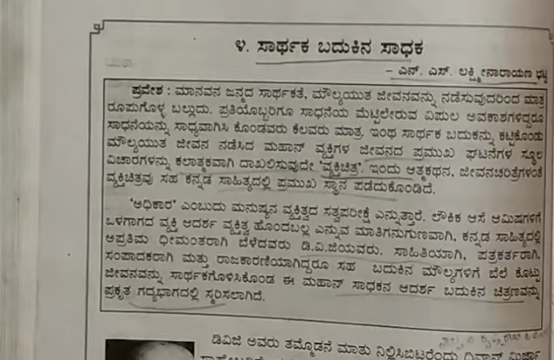 ೪. ಸಾರ್ಥಕ ಬದುಕಿನ ಸಾಧಕ
– ಎನ್. ಎಸ್. ಲಕ್ಷ್ಮೀನಾರಾಯಣ ಭಟ್ಟ
ಪ್ರವೇಶ : ಮಾನವನ ಜನ್ಮದ ಸಾರ್ಥಕತೆ, ಮೌಲ್ಯಯುತ ಜೀವನವನ್ನು ನಡೆಸುವುದರಿಂದ ಮಾತ್ರ
ರೂಪುಗೊಳ್ಳ ಬಲ್ಲುದು. ಪ್ರತಿಯೊಬ್ಬರಿಗೂ ಸಾಧನೆಯ ಮೆಟ್ಟಿಲೇರುವ ವಿಪುಲ ಅವಕಾಶಗಳಿದ್ದರೂ
ಸಾಧನೆಯನ್ನು ಸಾಧ್ಯವಾಗಿಸಿ ಕೊಂಡವರು ಕೆಲವರು ಮಾತ್ರ. ಇಂಥ ಸಾರ್ಥಕ ಬದುಕನ್ನು ಕಟ್ಟಿಕೊಂಡು
ಮೌಲ್ಯಯುತ ಜೀವನ ನಡೆಸಿದ ಮಹಾನ್ ವ್ಯಕ್ತಿಗಳ ಜೀವನದ ಪ್ರಮುಖ ಘಟನೆಗಳ ಸ್ಥೂಲ
ವಿಚಾರಗಳನ್ನು ಕಲಾತ್ಮಕವಾಗಿ ದಾಖಲಿಸುವುದೇ 'ವ್ಯಕ್ತಿಚಿತ್ರ'. ಇಂದು ಆತ್ಮಕಥನ, ಜೀವನಚರಿತ್ರೆಗಳಂತೆ
ವ್ಯಕ್ತಿಚಿತ್ರವು ಸಹ ಕನ್ನಡ ಸಾಹಿತ್ಯದಲ್ಲಿ ಪ್ರಮುಖ ಸ್ಥಾನ ಪಡೆದುಕೊಂಡಿದೆ.
'ಅಧಿಕಾರ' ಎಂಬುದು ಮನುಷ್ಯನ ವ್ಯಕ್ತಿತ್ವದ ಸತ್ವಪರೀಕ್ಷೆ ಎನ್ನುತ್ತಾರೆ. ಲೌಕಿಕ ಆಸೆ ಆಮಿಷಗಳಿಗೆ
ಒಳಗಾಗದ ವ್ಯಕ್ತಿ ಆದರ್ಶ ವ್ಯಕ್ತಿತ್ವ ಹೊಂದಬಲ್ಲ ಎನ್ನುವ ಮಾತಿಗನುಗುಣವಾಗಿ, ಕನ್ನಡ ಸಾಹಿತ್ಯದಲ್ಲಿ
ಅಪ್ರತಿಮ ಧೀಮಂತರಾಗಿ ಬೆಳೆದವರು ಡಿ.ವಿ.ಜಿಯವರು. ಸಾಹಿತಿಯಾಗಿ, ಪತ್ರಕರ್ತರಾಗಿ,
ಸಂಪಾದಕರಾಗಿ ಮತ್ತು ರಾಜಕಾರಣಿಯಾಗಿದ್ದರೂ ಸಹ ಬದುಕಿನ ಮೌಲ್ಯಗಳಿಗೆ ಬೆಲೆ ಕೊಟ್ಟು
ಜೀವನವನ್ನು ಸಾರ್ಥಕಗೊಳಿಸಿಕೊಂಡ ಈ ಮಹಾನ್ ಸಾಧಕನ ಆದರ್ಶ ಬದುಕಿನ ಚಿತ್ರಣವನ್ನು
ಪ್ರಕೃತ ಗದ್ಯಭಾಗದಲ್ಲಿ ಸ್ಮರಿಸಲಾಗಿದೆ.
ಡಿವಿಜಿ ಅವರು ತಮ್ಮೊಡನೆ ಮಾತು ನಿಲ್ಲಿಸಿಬಿಟ್ಟರೆಂದು ದಿವಾನ್ ಮಿರ್ಜಾ